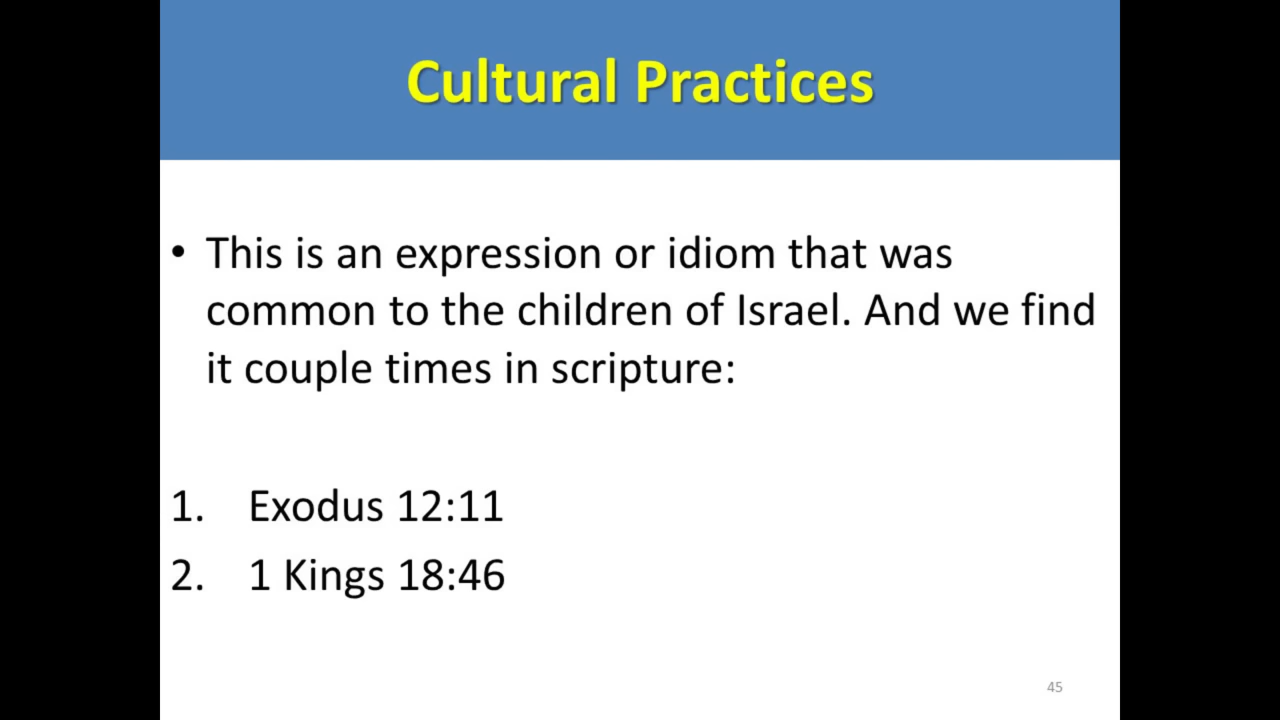 Cultural Practices
• This is an expression or idiom that was
common to the children of Israel. And we find
it couple times in scripture:
1. Exodus 12:11
2. 1 Kings 18:46
45